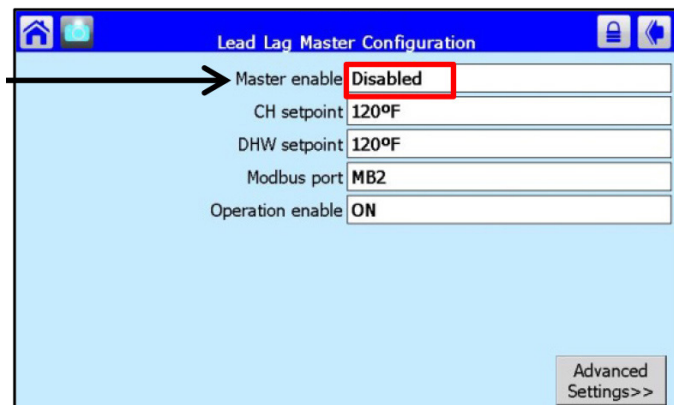 Lead Lag Master Configuration
Master enable Disabled
CH setpoint 120ºF
DHW setpoint 120ºF
Modbus port MB2
Operation enable ON
Advanced
Settings>>